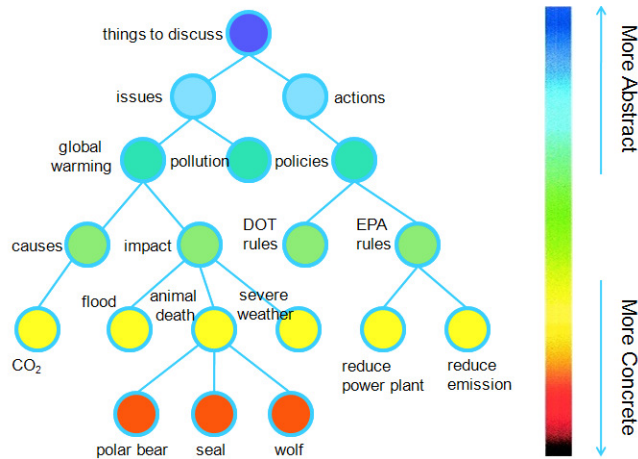 things to discuss
issues
actions
global
warming
pollution
policies
causes
impact
DOT
rules
EPA
rules
flood
animal
death
severe
weather
CO₂
reduce
power plant
reduce
emission
polar bear
seal
wolf
More Abstract
More Concrete